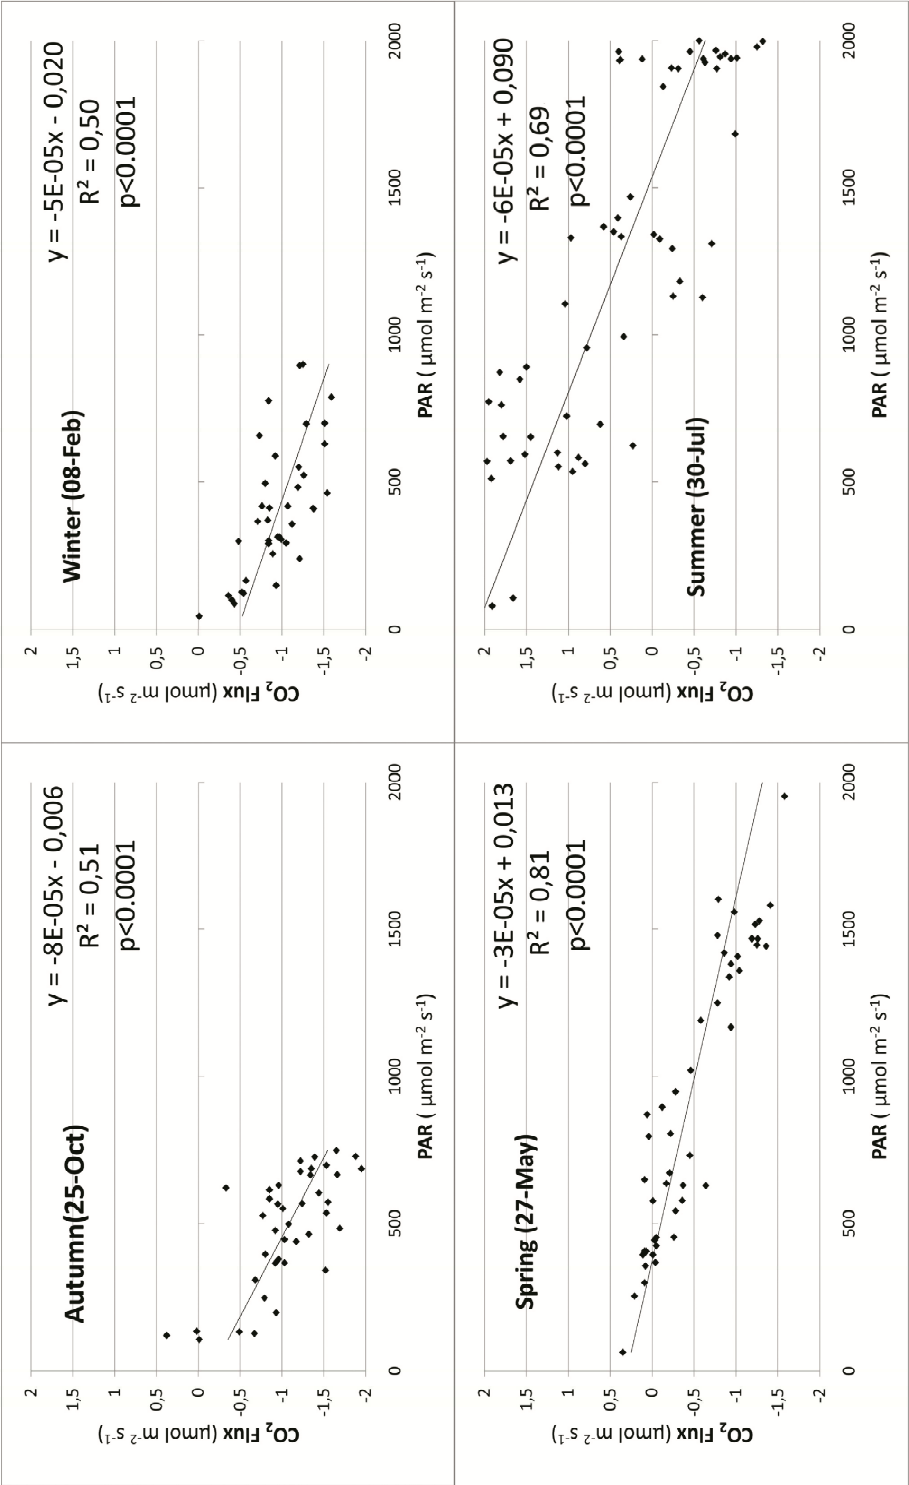 Autumn(25-Oct)
y = -8E-05x - 0,006
R² = 0,51
p<0.0001
CO₂ Flux (µmol m⁻² s⁻¹)
2
1,5
1
0,5
0
-0,5
-1
-1,5
-2
0 500 1000 1500 2000
PAR ( µmol m⁻² s⁻¹)
Winter (08-Feb)
y = -5E-05x - 0,020
R² = 0,50
p<0.0001
CO₂ Flux (µmol m⁻² s⁻¹)
2
1,5
1
0,5
0
-0,5
-1
-1,5
-2
0 500 1000 1500 2000
PAR ( µmol m⁻² s⁻¹)
Spring (27-May)
y = -3E-05x + 0,013
R² = 0,81
p<0.0001
CO₂ Flux (µmol m⁻² s⁻¹)
2
1,5
1
0,5
0
-0,5
-1
-1,5
-2
0 500 1000 1500 2000
PAR ( µmol m⁻² s⁻¹)
y = -6E-05x + 0,090
R² = 0,69
p<0.0001
Summer (30-Jul)
CO₂ Flux (µmol m⁻² s⁻¹)
2
1,5
1
0,5
0
-0,5
-1
-1,5
-2
0 500 1000 1500 2000
PAR ( µmol m⁻² s⁻¹)